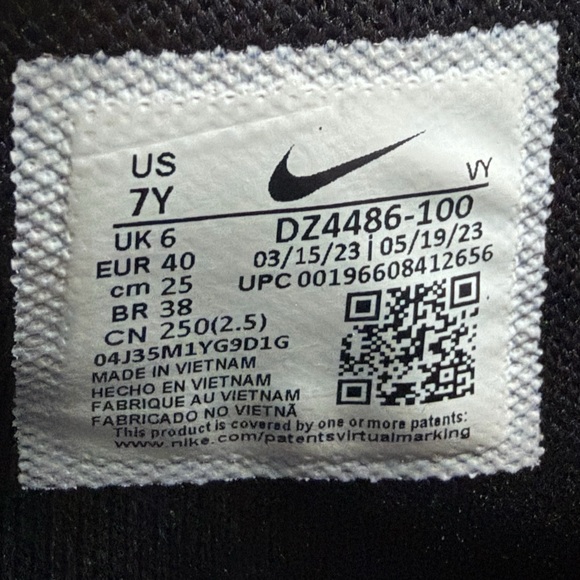 US
7Y
VY
UK 6
EUR 40
cm 25
BR 38
CN 250(2.5)
DZ4486-100
03/15/23 | 05/19/23
UPC 00196608412656
04J35M1YG9D1G
MADE IN VIETNAM
HECHO EN VIETNAM
FABRIQUE AU VIETNAM
FABRICADO NO VIETNÃ
This product is covered by one or more patents:
www.nike.com/patentsvirtualmarking